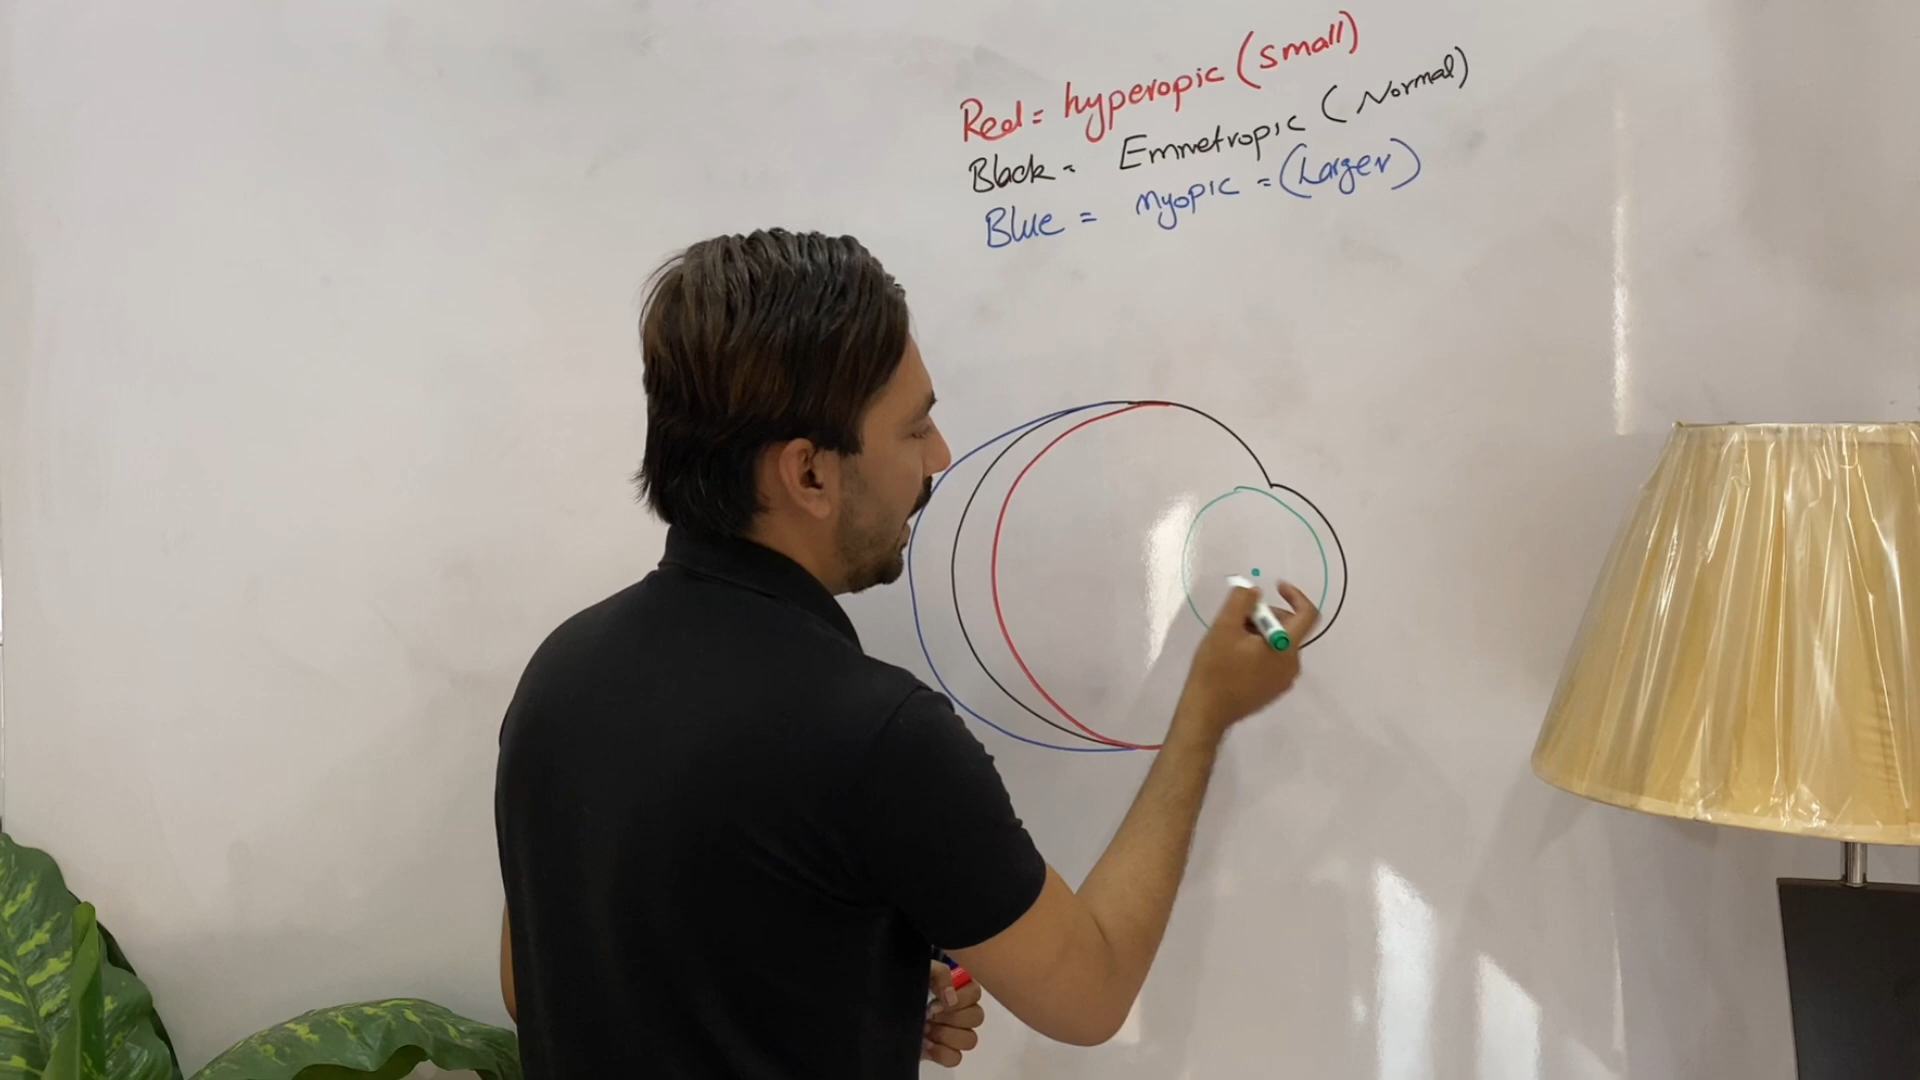 Red = hyperopic (small)
Black = Emmetropic (Normal)
Blue = myopic = (Larger)